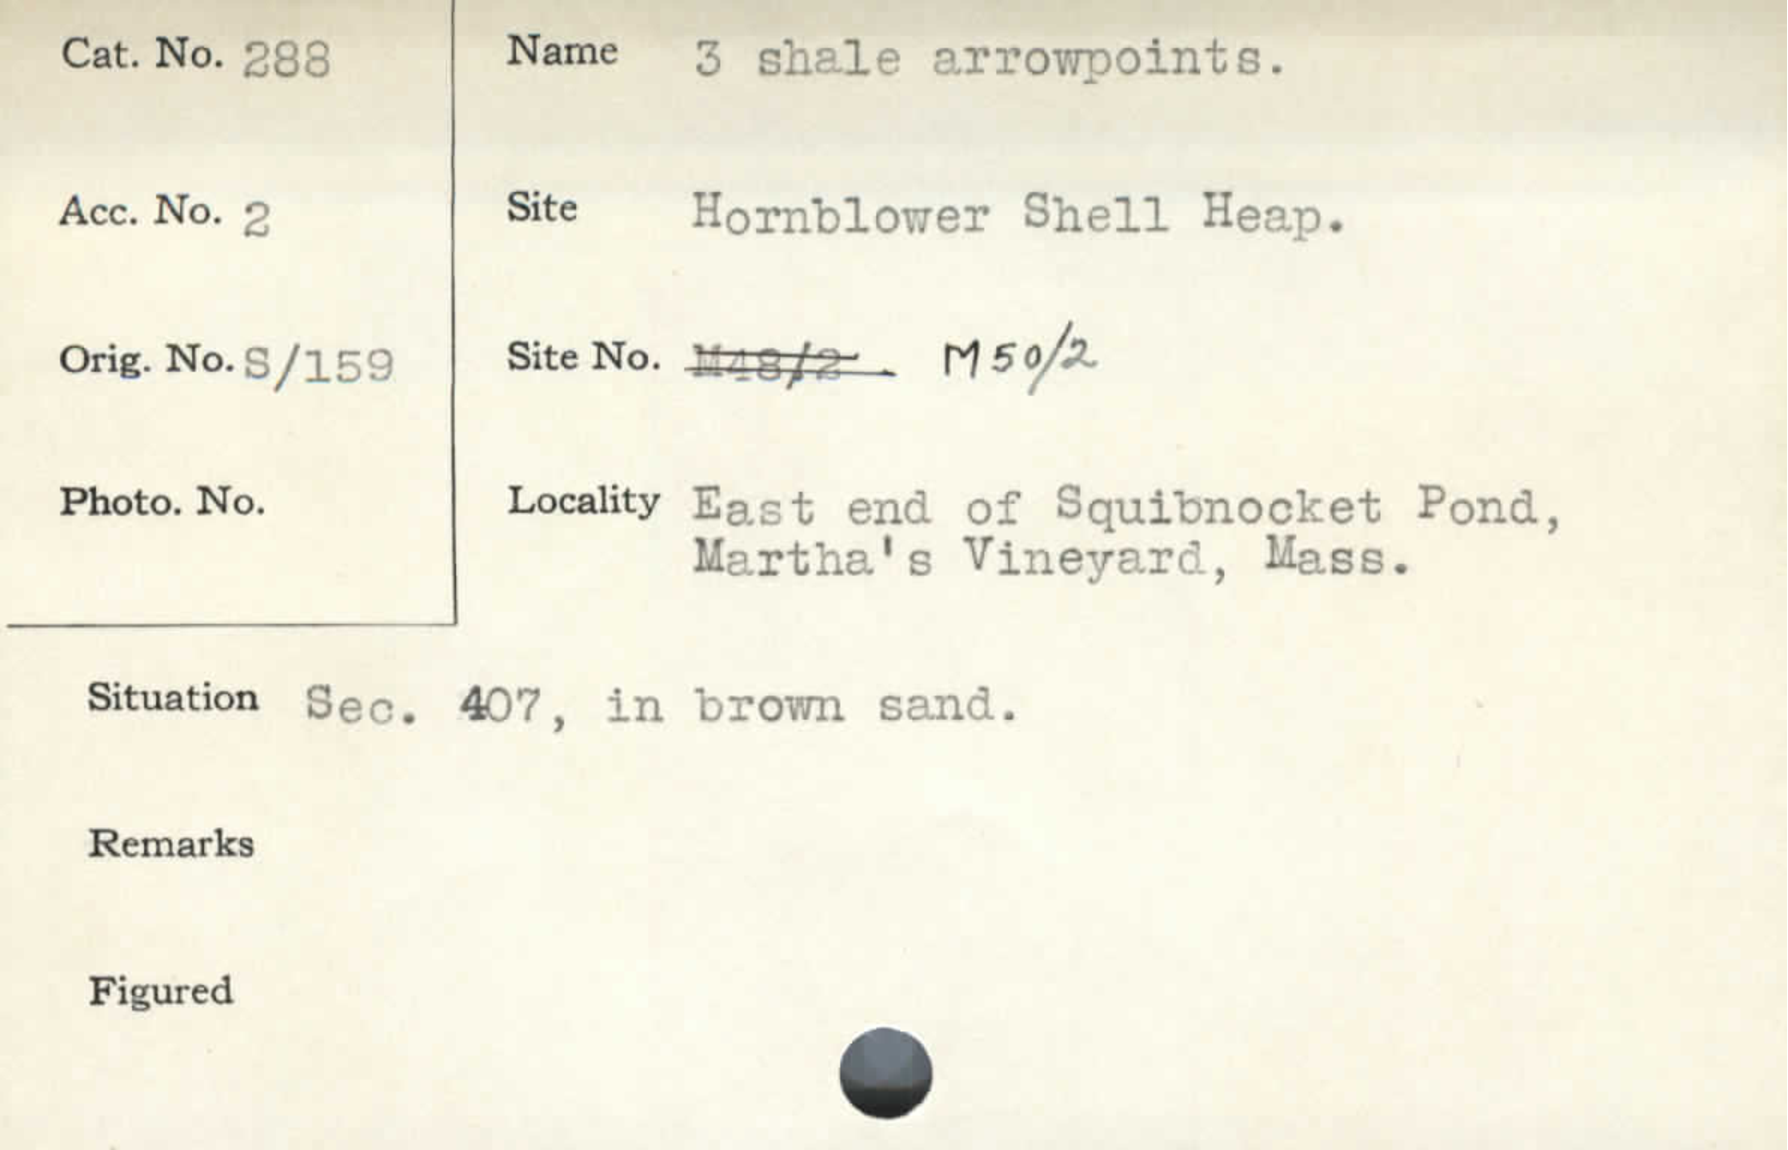 Cat. No. 288
Name 3 shale arrowpoints.
Acc. No. 2
Site Hornblower Shell Heap.
Orig. No. S/159
Site No. M48/2. M50/2
Photo. No.
Locality East end of Squibnocket Pond,
Martha's Vineyard, Mass.
Situation Sec. 407, in brown sand.
Remarks
Figured